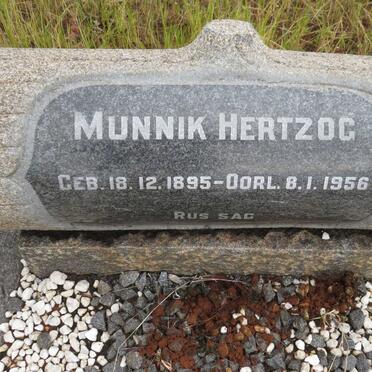 MUNNIK HERTZOG
GEB. 18.12.1895-OORL. 8.1.1956
RUS SAG